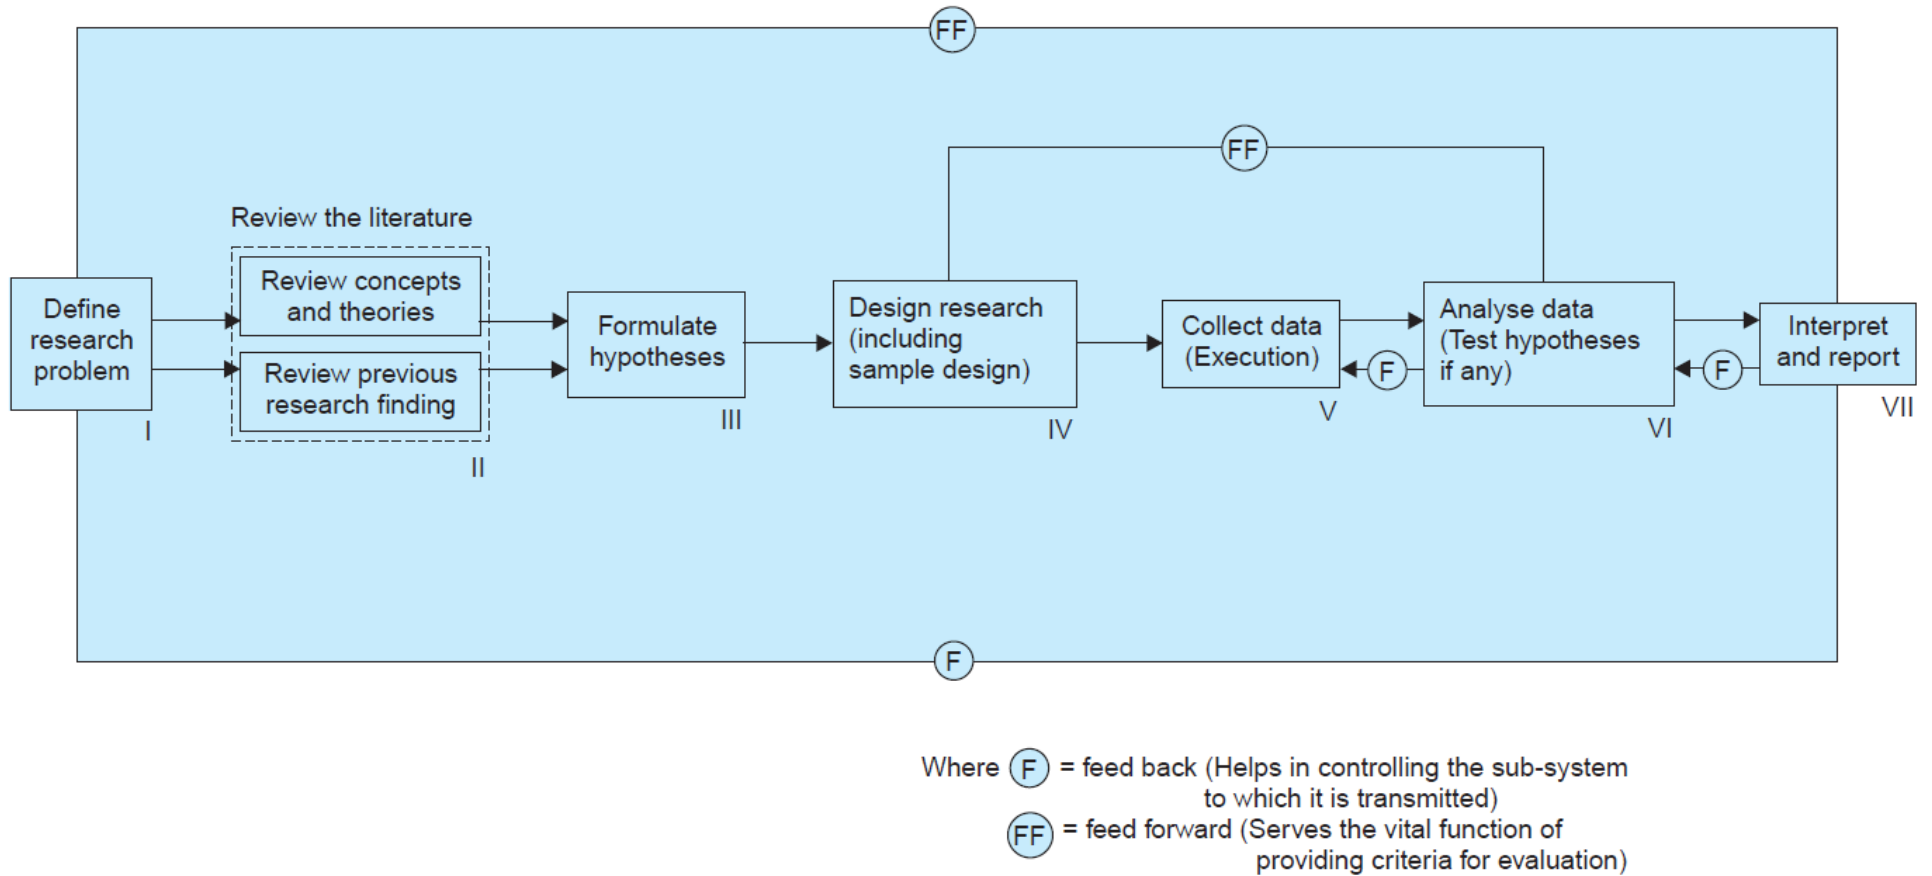 FF
FF
Review the literature
Define
research
problem
I
Review concepts
and theories
Review previous
research finding
II
Formulate
hypotheses
III
Design research
(including
sample design)
IV
Collect data
(Execution)
V
F
Analyse data
(Test hypotheses
if any)
VI
F
Interpret
and report
VII
F
Where F = feed back (Helps in controlling the sub-system
to which it is transmitted)
FF = feed forward (Serves the vital function of
providing criteria for evaluation)